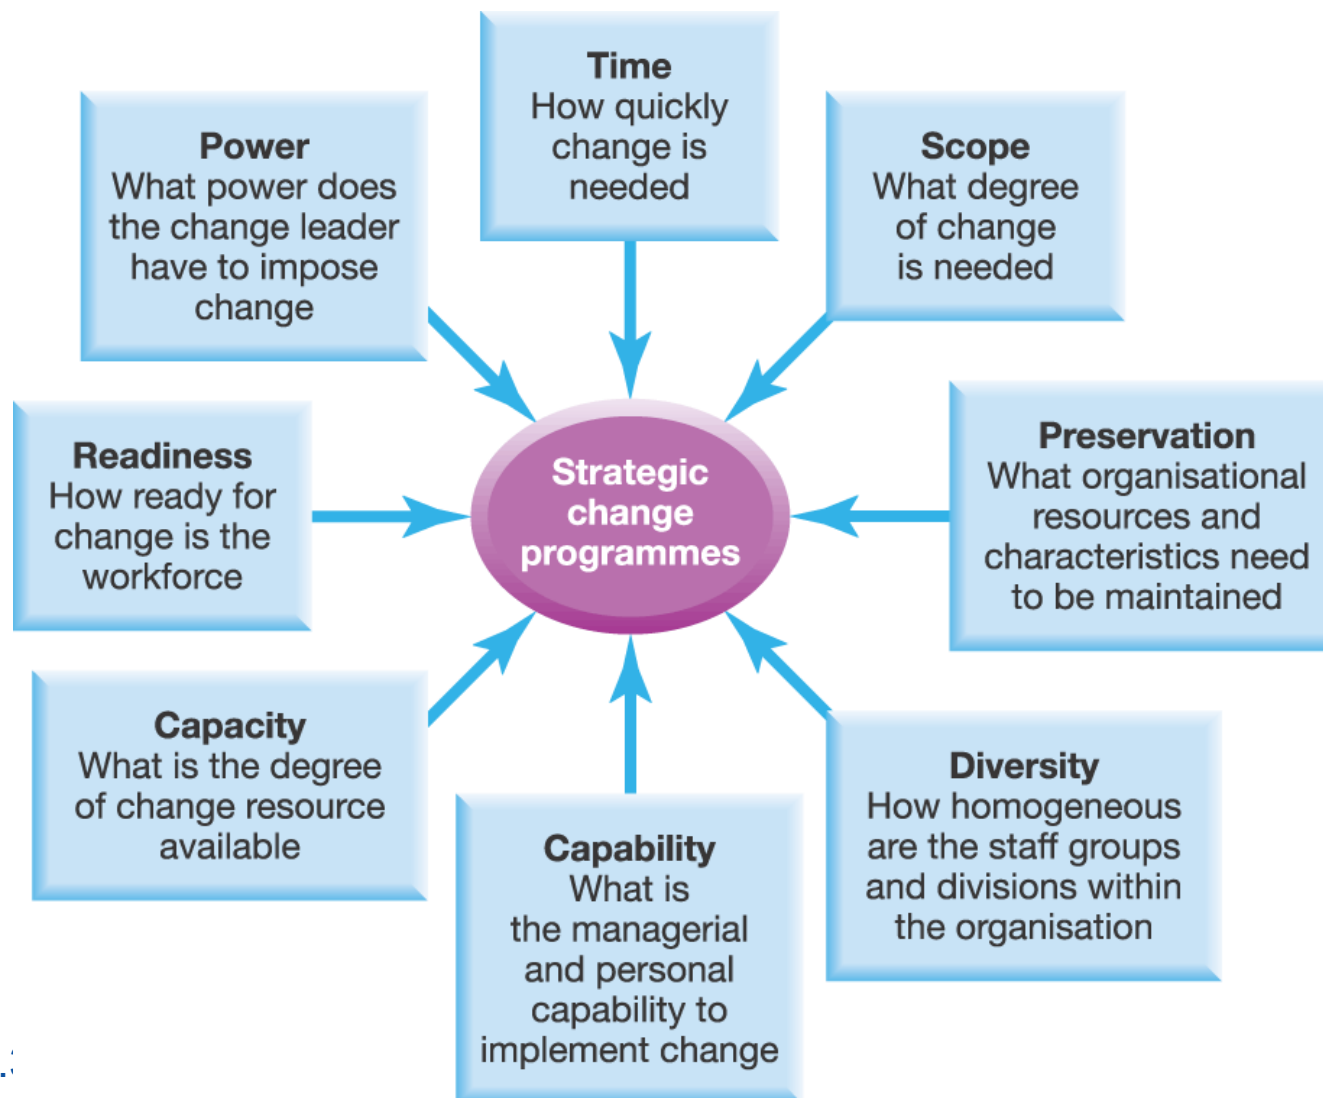 Time
How quickly
change is
needed
Scope
What degree
of change
is needed
Preservation
What organisational
resources and
characteristics need
to be maintained
Diversity
How homogeneous
are the staff groups
and divisions within
the organisation
Capability
What is
the managerial
and personal
capability to
implement change
Capacity
What is the degree
of change resource
available
Readiness
How ready for
change is the
workforce
Power
What power does
the change leader
have to impose
change
Strategic
change
programmes